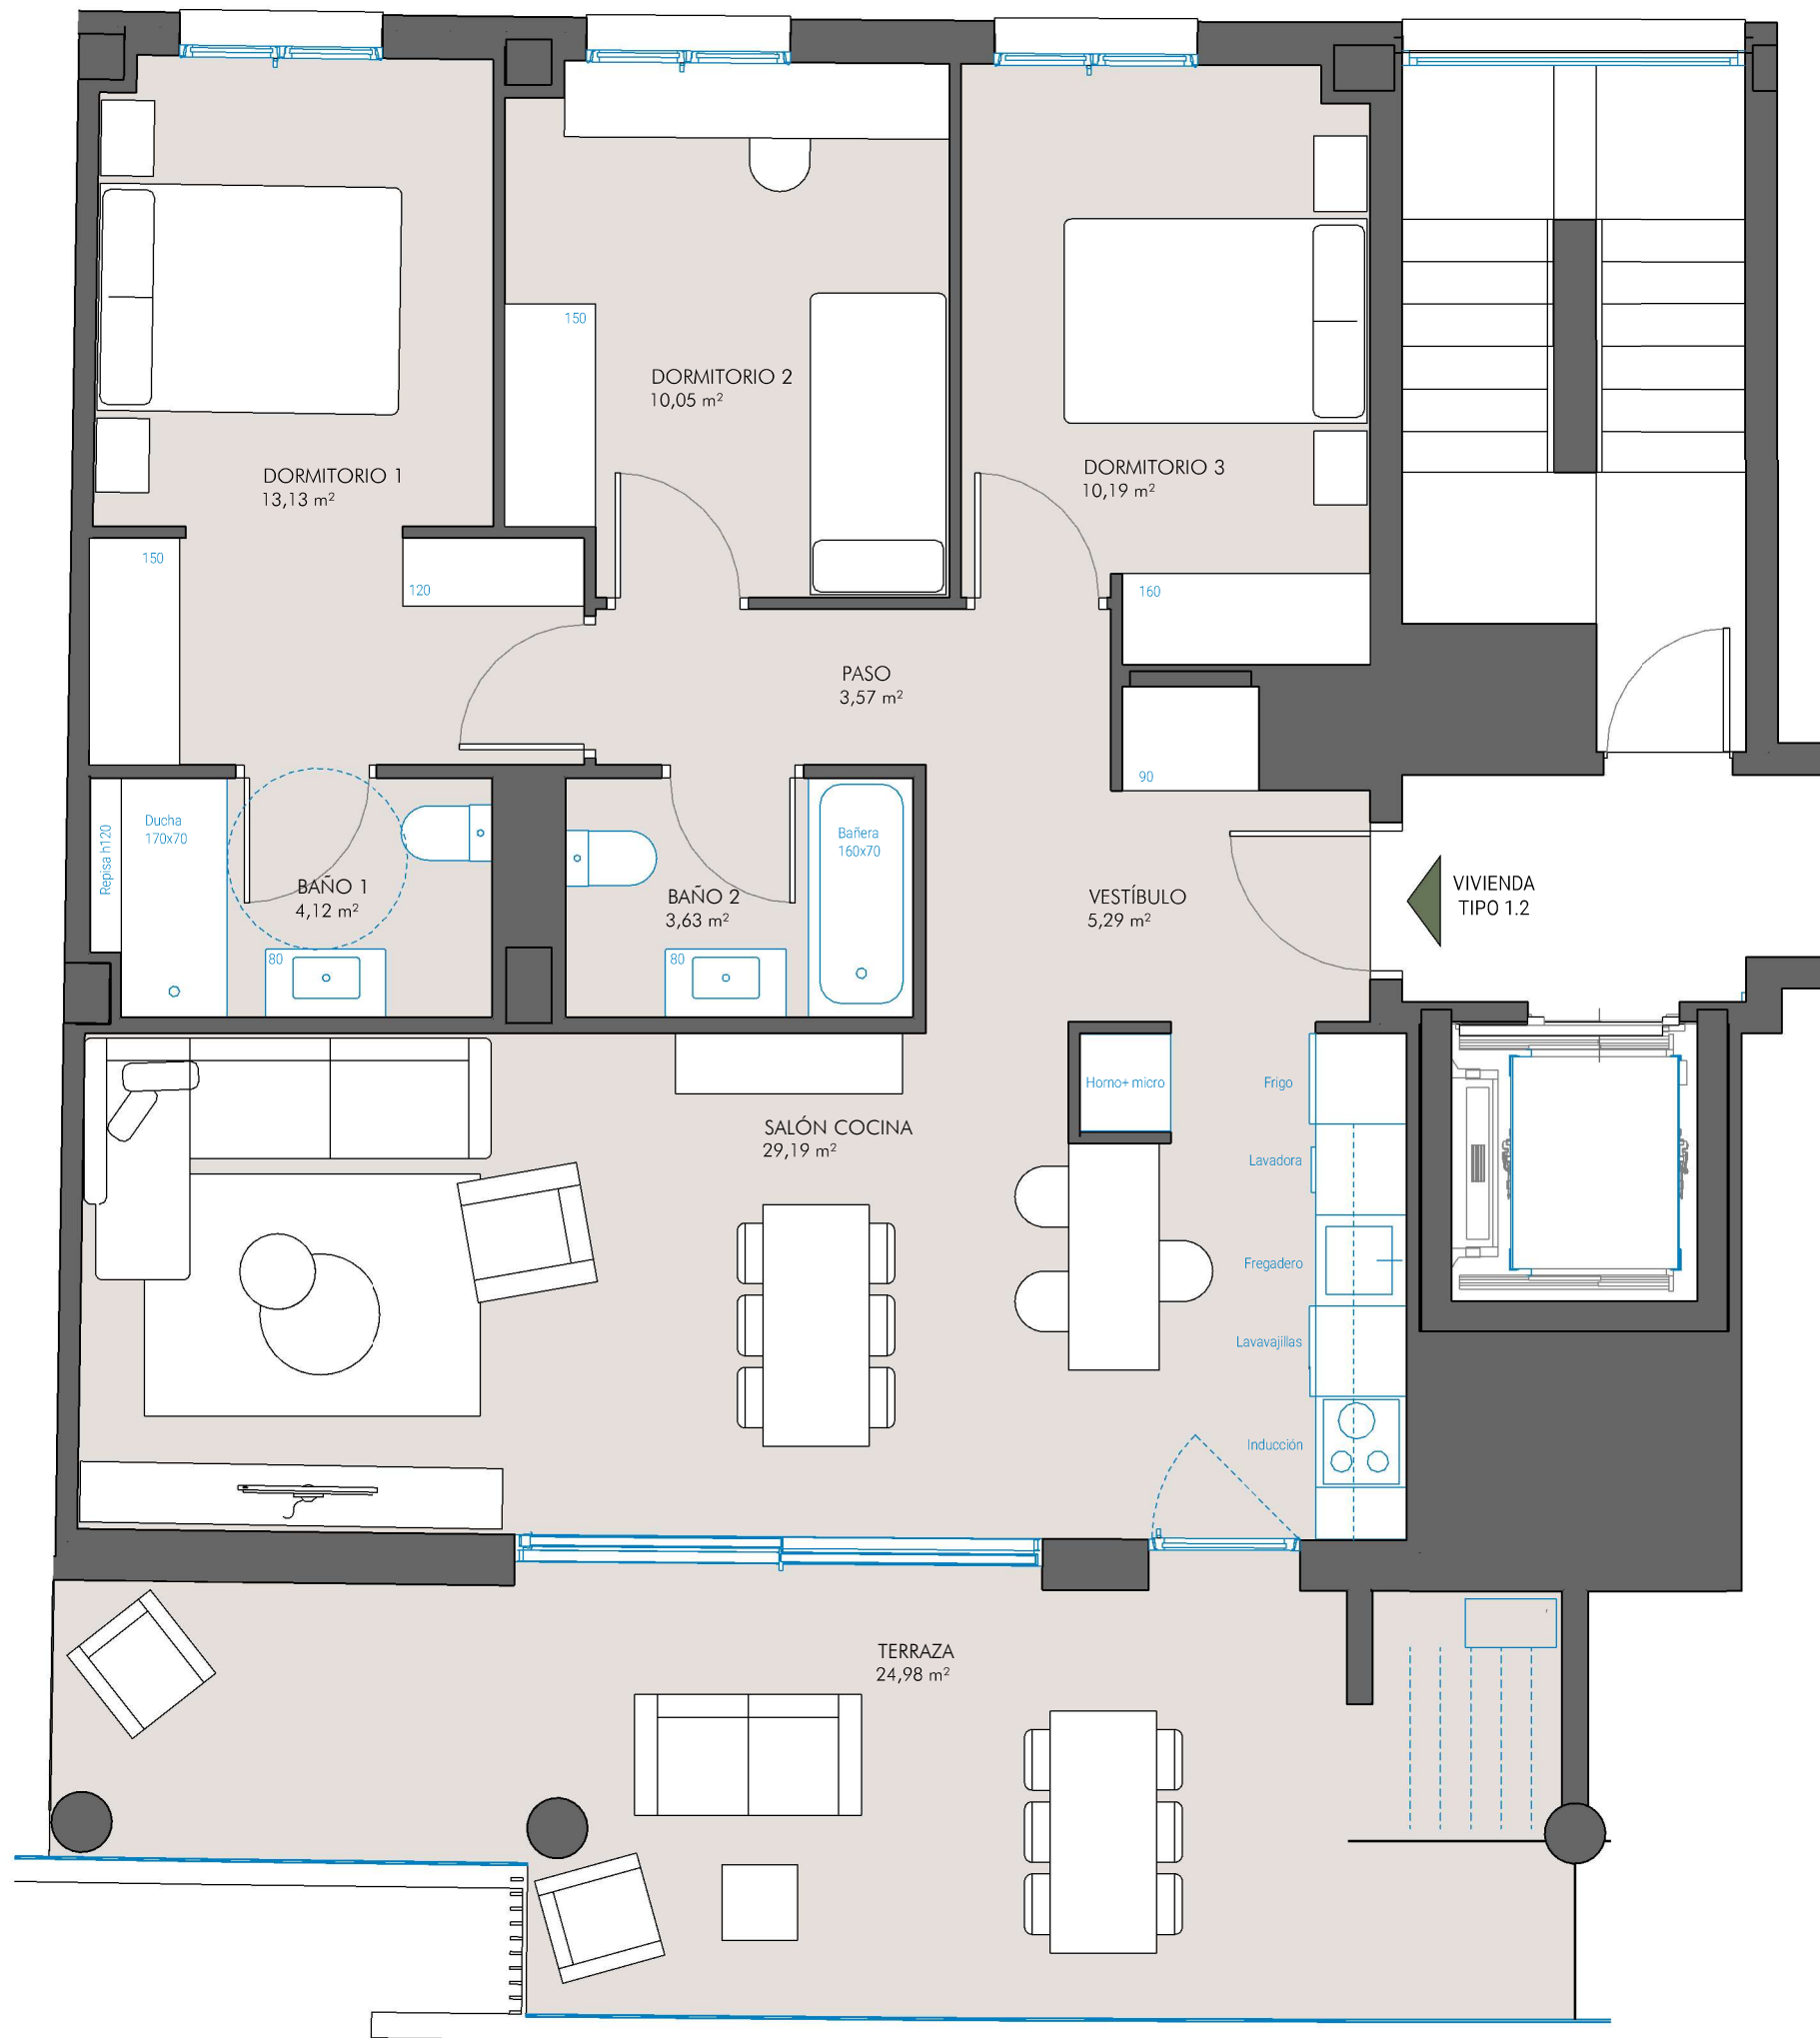 150
DORMITORIO 2
10,05 m²
DORMITORIO 1
13,13 m²
DORMITORIO 3
10,19 m²
150
120
160
PASO
3,57 m²
90
Ducha
170x70
Repisa h120
BAÑO 1
4,12 m²
80
BAÑO 2
3,63 m²
80
Bañera
160x70
VESTÍBULO
5,29 m²
VIVIENDA
TIPO 1.2
Horno+ micro
Frigo
SALÓN COCINA
29,19 m²
Lavadora
Fregadero
Lavavajillas
Inducción
TERRAZA
24,98 m²